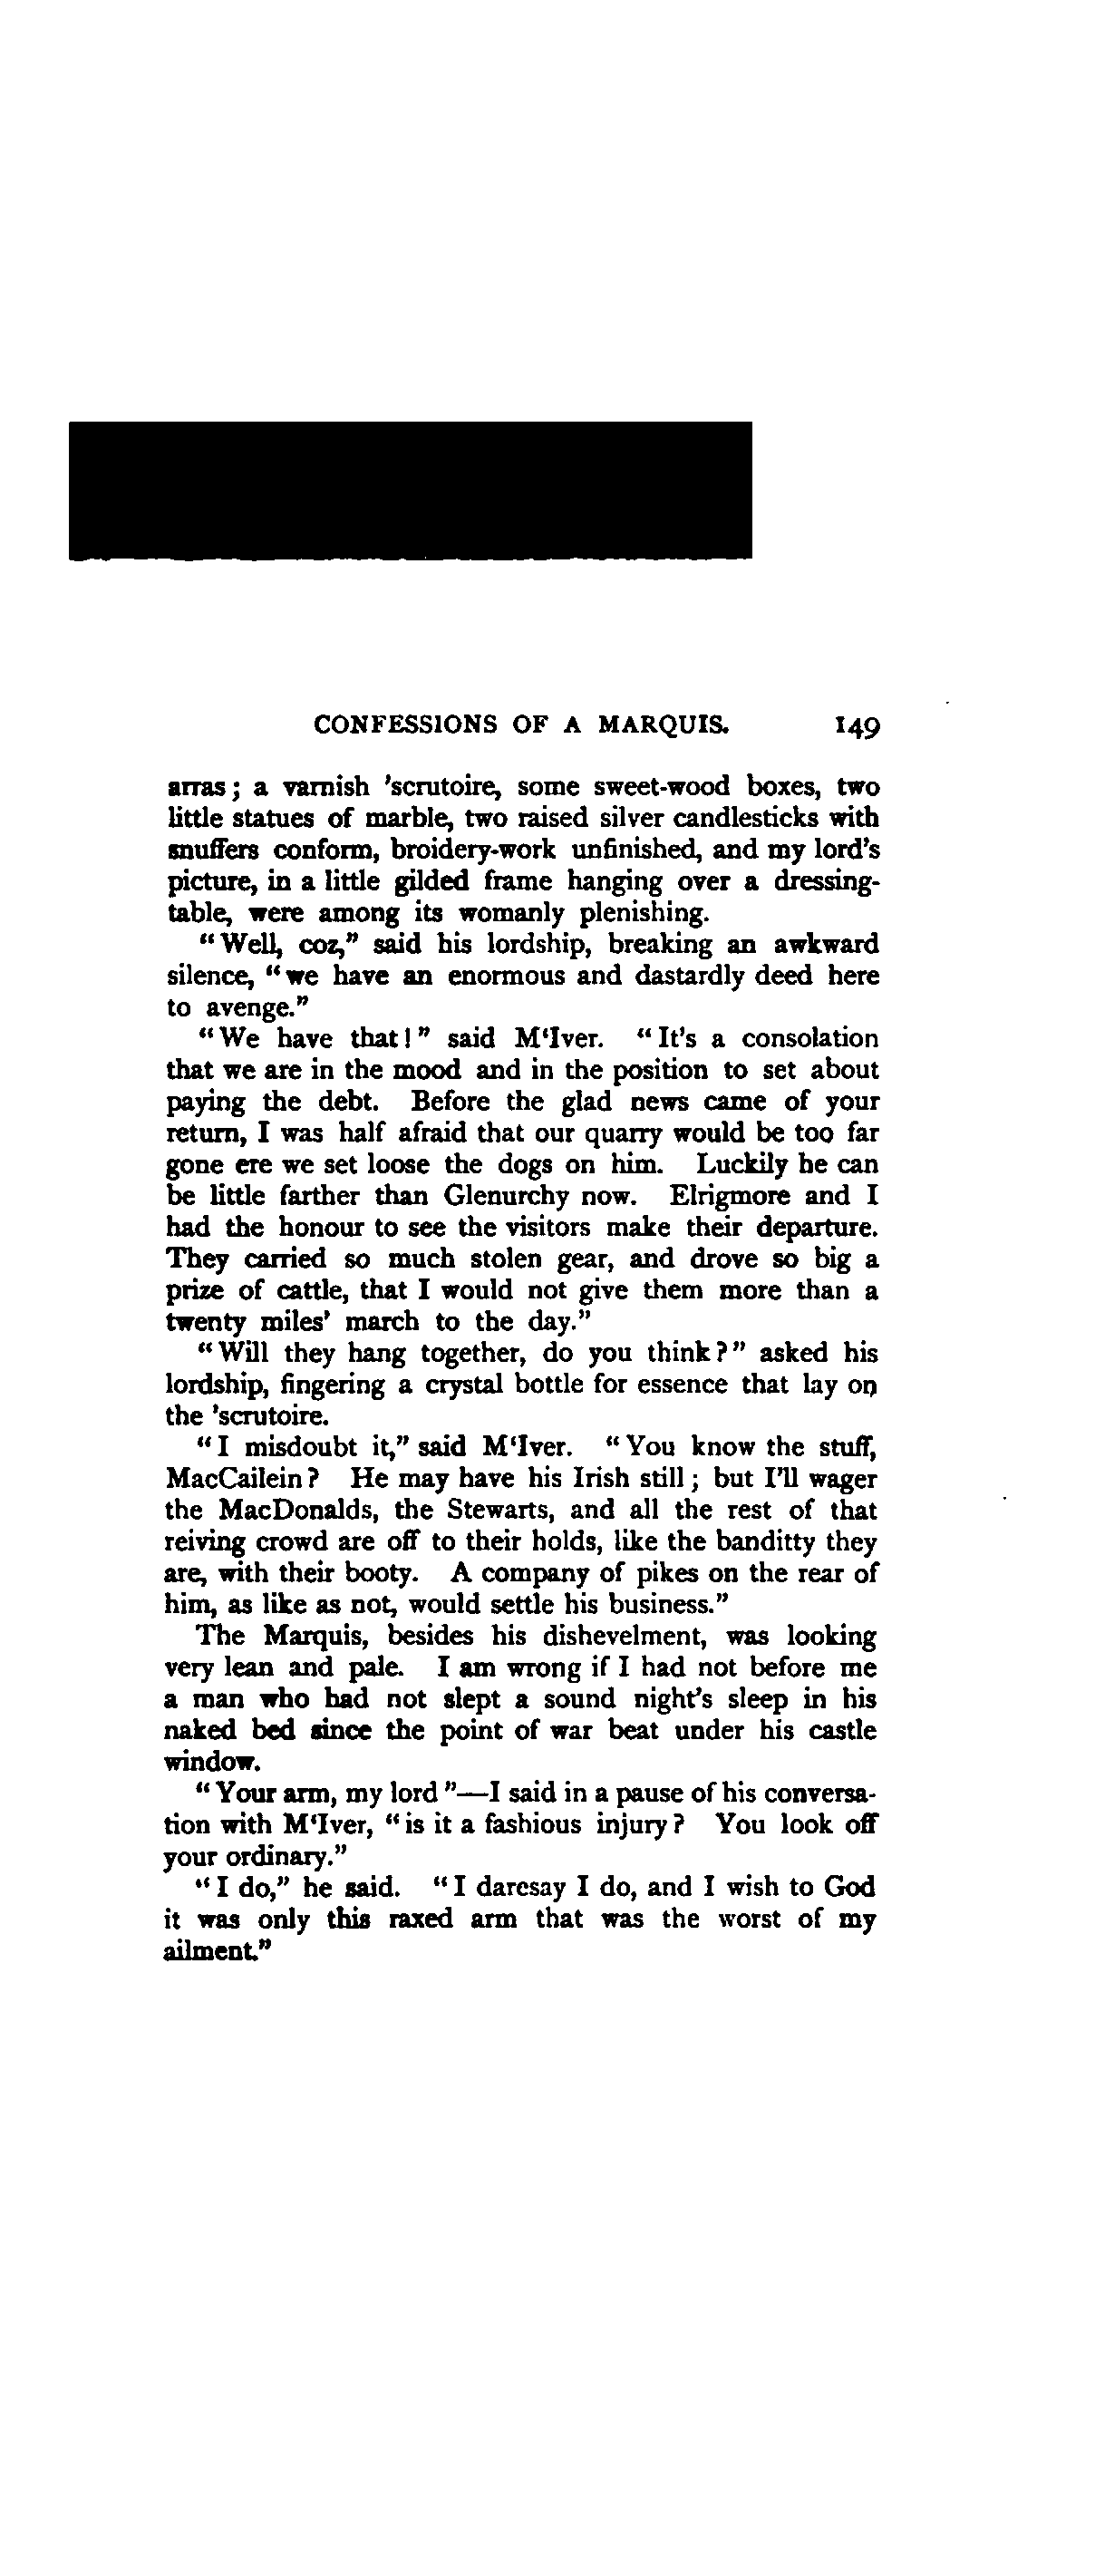 CONFESSIONS OF A MARQUIS. 149
arras; a varnish 'scrutoire, some sweet-wood boxes, two
little statues of marble, two raised silver candlesticks with
snuffers conform, broidery-work unfinished, and my lord's
picture, in a little gilded frame hanging over a dressing-
table, were among its womanly plenishing.
"Well, coz," said his lordship, breaking an awkward
silence, "we have an enormous and dastardly deed here
to avenge."
"We have that!" said M'Iver. "It's a consolation
that we are in the mood and in the position to set about
paying the debt. Before the glad news came of your
return, I was half afraid that our quarry would be too far
gone ere we set loose the dogs on him. Luckily he can
be little farther than Glenurchy now. Elrigmore and I
had the honour to see the visitors make their departure.
They carried so much stolen gear, and drove so big a
prize of cattle, that I would not give them more than a
twenty miles' march to the day."
"Will they hang together, do you think?" asked his
lordship, fingering a crystal bottle for essence that lay on
the 'scrutoire.
"I misdoubt it," said M'Iver. "You know the stuff,
MacCailein? He may have his Irish still; but I'll wager
the MacDonalds, the Stewarts, and all the rest of that
reiving crowd are off to their holds, like the banditty they
are, with their booty. A company of pikes on the rear of
him, as like as not, would settle his business."
The Marquis, besides his dishevelment, was looking
very lean and pale. I am wrong if I had not before me
a man who had not slept a sound night's sleep in his
naked bed since the point of war beat under his castle
window.
"Your arm, my lord"—I said in a pause of his conversa-
tion with M'Iver, "is it a fashious injury? You look off
your ordinary."
"I do," he said. "I daresay I do, and I wish to God
it was only this raxed arm that was the worst of my
ailment."